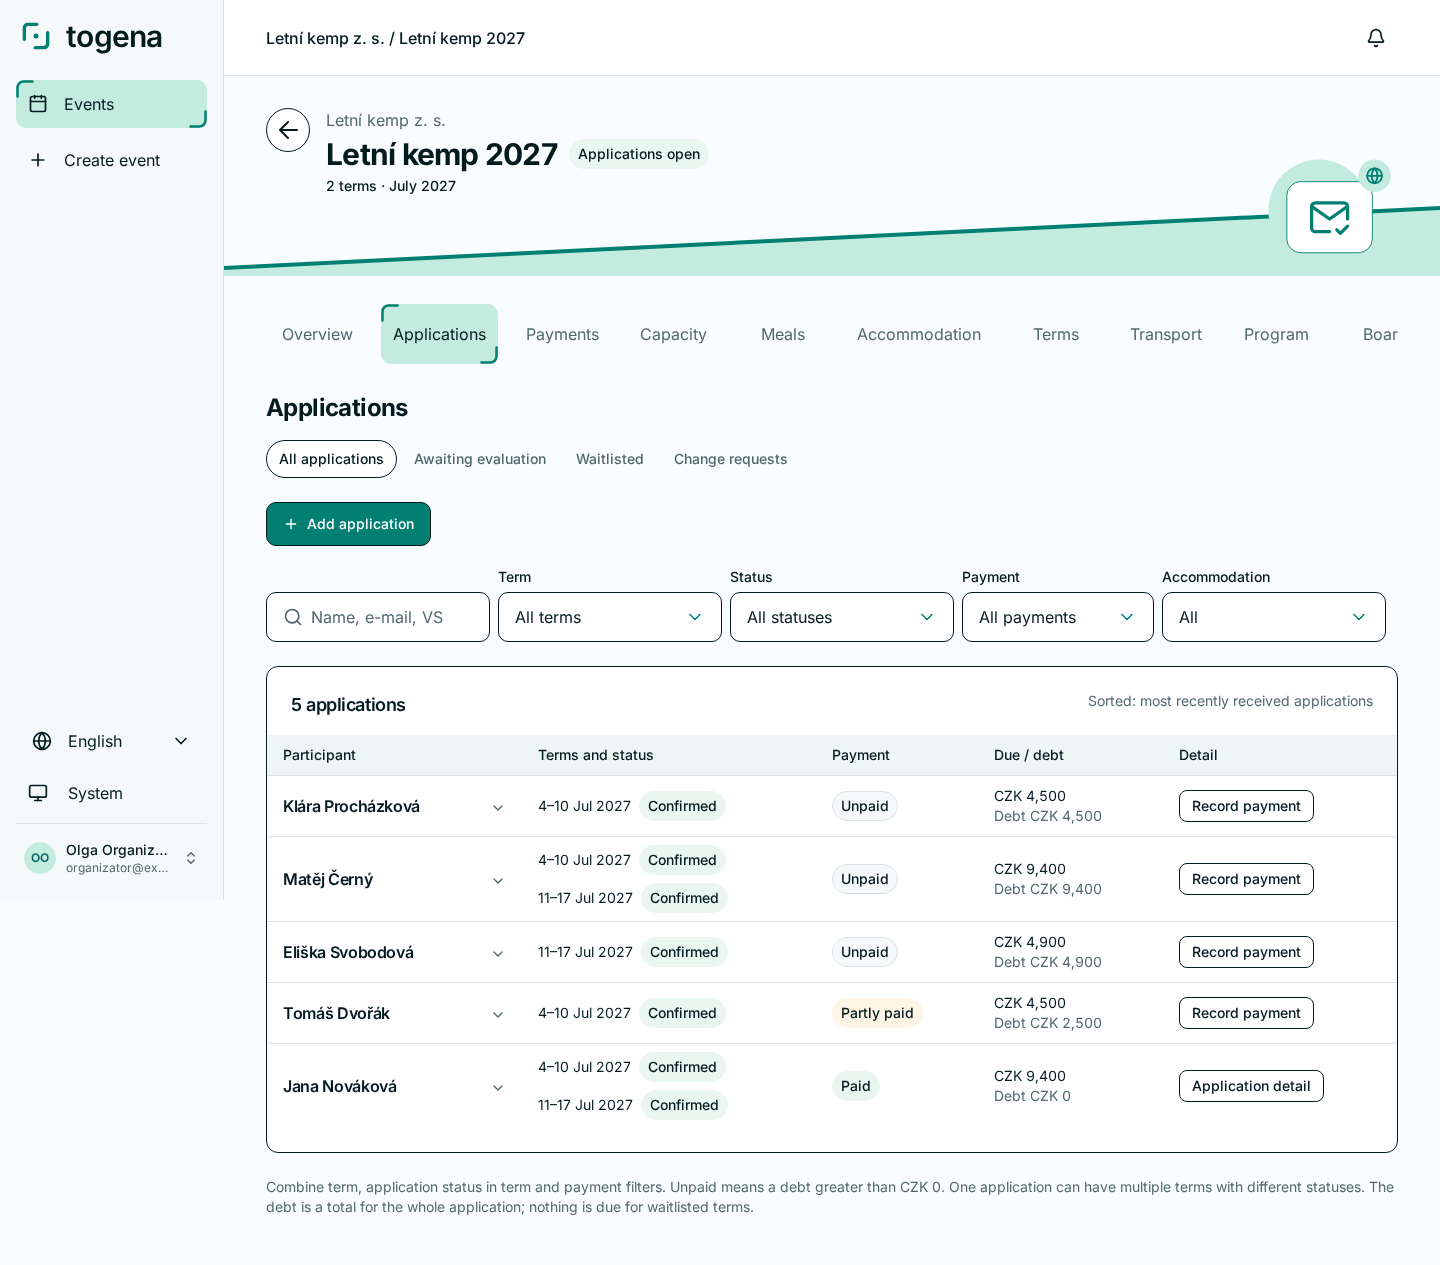 togena
Events
Create event
English
System
OO
Olga Organiz...
organizator@ex...
Letní kemp z. s. / Letní kemp 2027
Letní kemp z. s.
Letní kemp 2027
Applications open
2 terms · July 2027
Overview
Applications
Payments
Capacity
Meals
Accommodation
Terms
Transport
Program
Boar
Applications
All applications
Awaiting evaluation
Waitlisted
Change requests
Add application
Term
Status
Payment
Accommodation
Name, e-mail, VS
All terms
All statuses
All payments
All
5 applications
Sorted: most recently received applications
Participant
Terms and status
Payment
Due / debt
Detail
Klára Procházková
4–10 Jul 2027
Confirmed
Unpaid
CZK 4,500
Debt CZK 4,500
Record payment
Matěj Černý
4–10 Jul 2027
Confirmed
11–17 Jul 2027
Confirmed
Unpaid
CZK 9,400
Debt CZK 9,400
Record payment
Eliška Svobodová
11–17 Jul 2027
Confirmed
Unpaid
CZK 4,900
Debt CZK 4,900
Record payment
Tomáš Dvořák
4–10 Jul 2027
Confirmed
Partly paid
CZK 4,500
Debt CZK 2,500
Record payment
Jana Nováková
4–10 Jul 2027
Confirmed
11–17 Jul 2027
Confirmed
Paid
CZK 9,400
Debt CZK 0
Application detail
Combine term, application status in term and payment filters. Unpaid means a debt greater than CZK 0. One application can have multiple terms with different statuses. The
debt is a total for the whole application; nothing is due for waitlisted terms.